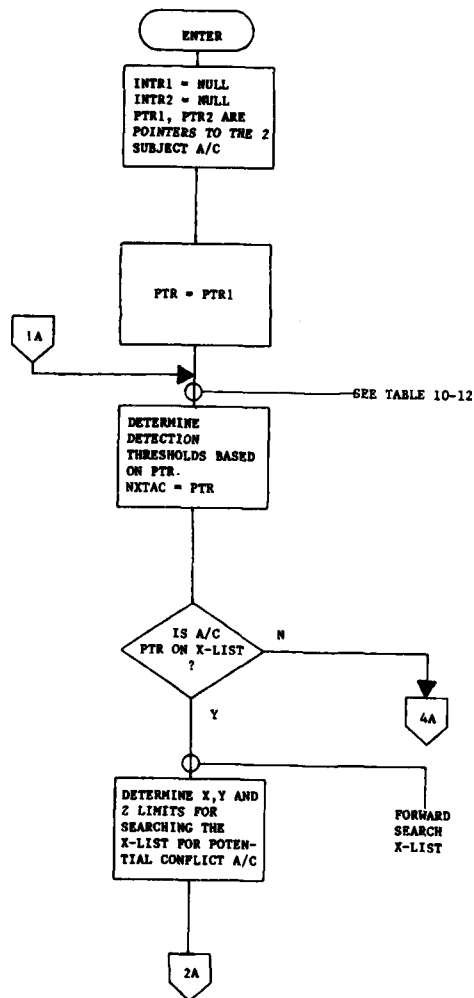 ENTER
INTR1 = NULL
INTR2 = NULL
PTR1, PTR2 ARE
POINTERS TO THE 2
SUBJECT A/C
PTR = PTR1
1A
SEE TABLE 10-12
DETERMINE
DETECTION
THRESHOLDS BASED
ON PTR.
NXTAC = PTR
IS A/C
PTR ON X-LIST
?
N
4A
Y
DETERMINE X,Y AND
Z LIMITS FOR
SEARCHING THE
X-LIST FOR POTEN-
TIAL CONFLICT A/C
FORWARD
SEARCH
X-LIST
2A